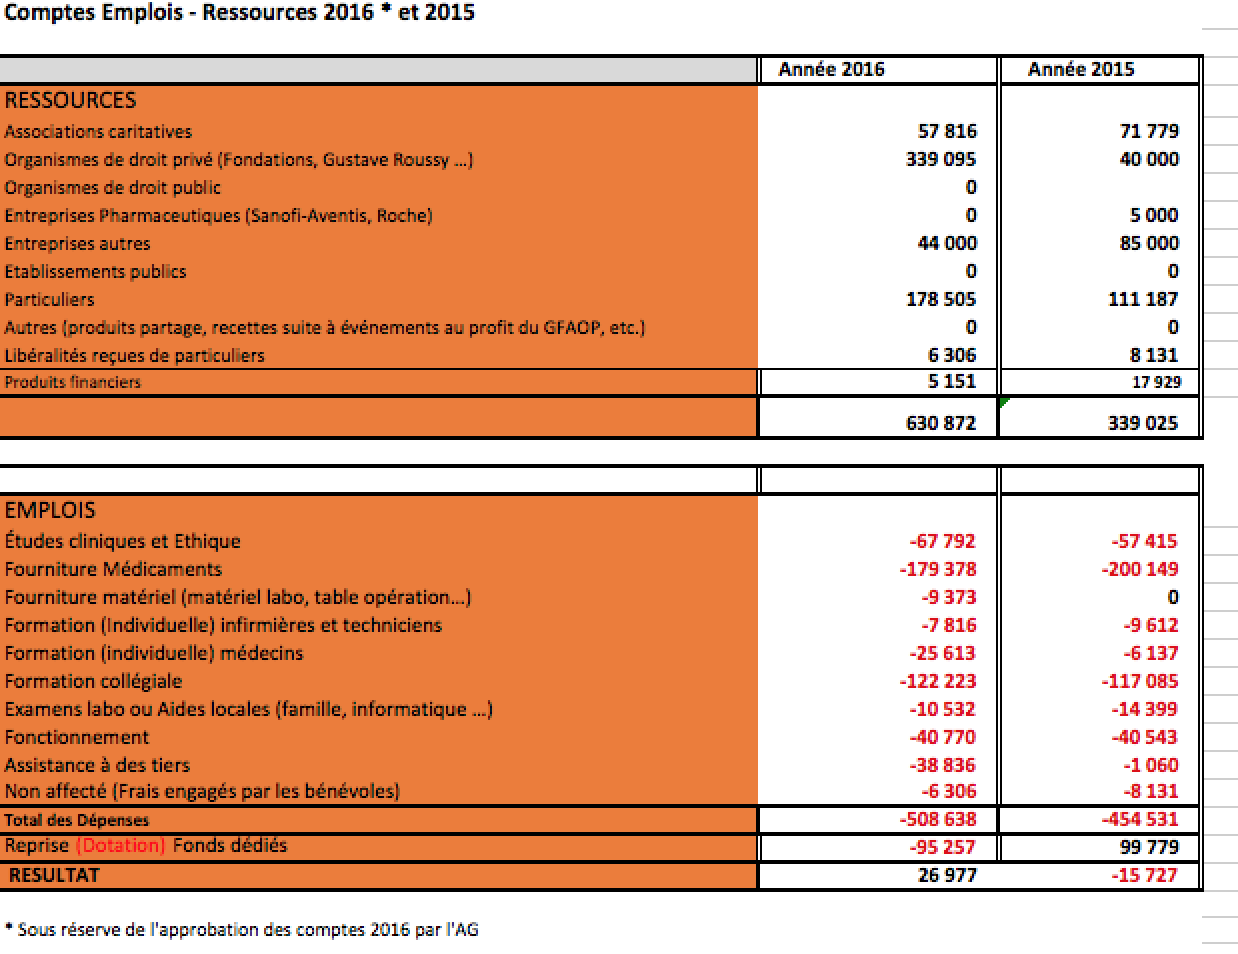 Comptes Emplois - Ressources 2016 * et 2015
Année 2016 Année 2015
RESSOURCES
Associations caritatives 57 816 71 779
Organismes de droit privé (Fondations, Gustave Roussy ...) 339 095 40 000
Organismes de droit public 0
Entreprises Pharmaceutiques (Sanofi-Aventis, Roche) 0 5 000
Entreprises autres 44 000 85 000
Etablissements publics 0 0
Particuliers 178 505 111 187
Autres (produits partage, recettes suite à événements au profit du GFAOP, etc.) 0 0
Libéralités reçues de particuliers 6 306 8 131
Produits financiers 5 151 17 929
630 872 339 025
EMPLOIS
Études cliniques et Ethique -67 792 -57 415
Fourniture Médicaments -179 378 -200 149
Fourniture matériel (matériel labo, table opération...) -9 373 0
Formation (Individuelle) infirmières et techniciens -7 816 -9 612
Formation (individuelle) médecins -25 613 -6 137
Formation collégiale -122 223 -117 085
Examens labo ou Aides locales (famille, informatique ...) -10 532 -14 399
Fonctionnement -40 770 -40 543
Assistance à des tiers -38 836 -1 060
Non affecté (Frais engagés par les bénévoles) -6 306 -8 131
Total des Dépenses -508 638 -454 531
Reprise (Dotation) Fonds dédiés -95 257 99 779
RESULTAT 26 977 -15 727
* Sous réserve de l'approbation des comptes 2016 par l'AG